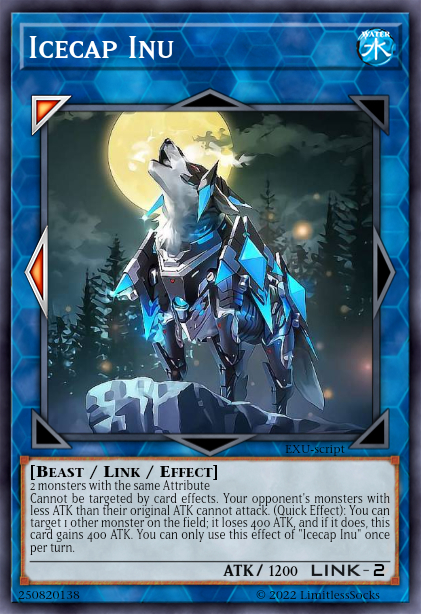 Icecap Inu
WATER
水
EXU-script
[Beast / Link / Effect]
2 monsters with the same Attribute
Cannot be targeted by card effects. Your opponent's monsters with
less ATK than their original ATK cannot attack. (Quick Effect): You can
target 1 other monster on the field; it loses 400 ATK, and if it does, this
card gains 400 ATK. You can only use this effect of "Icecap Inu" once
per turn.
ATK / 1200 LINK-2
250820138 © 2022 LimitlessSocks